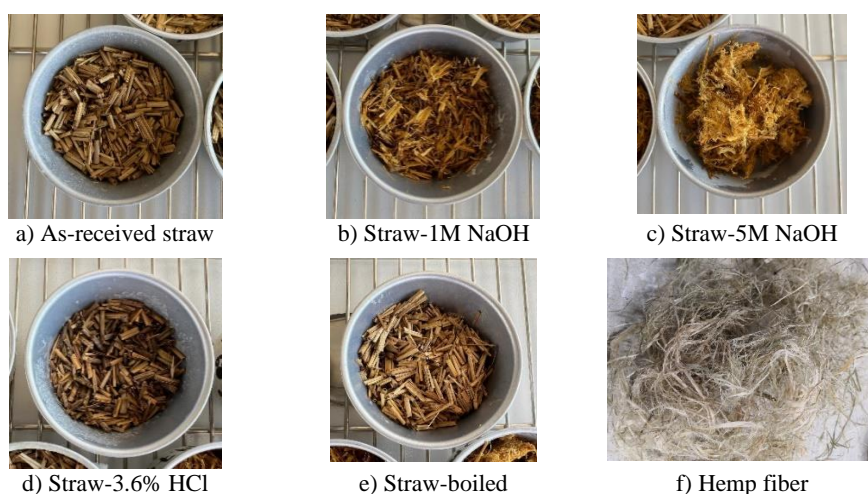 a) As-received straw
b) Straw-1M NaOH
c) Straw-5M NaOH
d) Straw-3.6% HCl
e) Straw-boiled
f) Hemp fiber